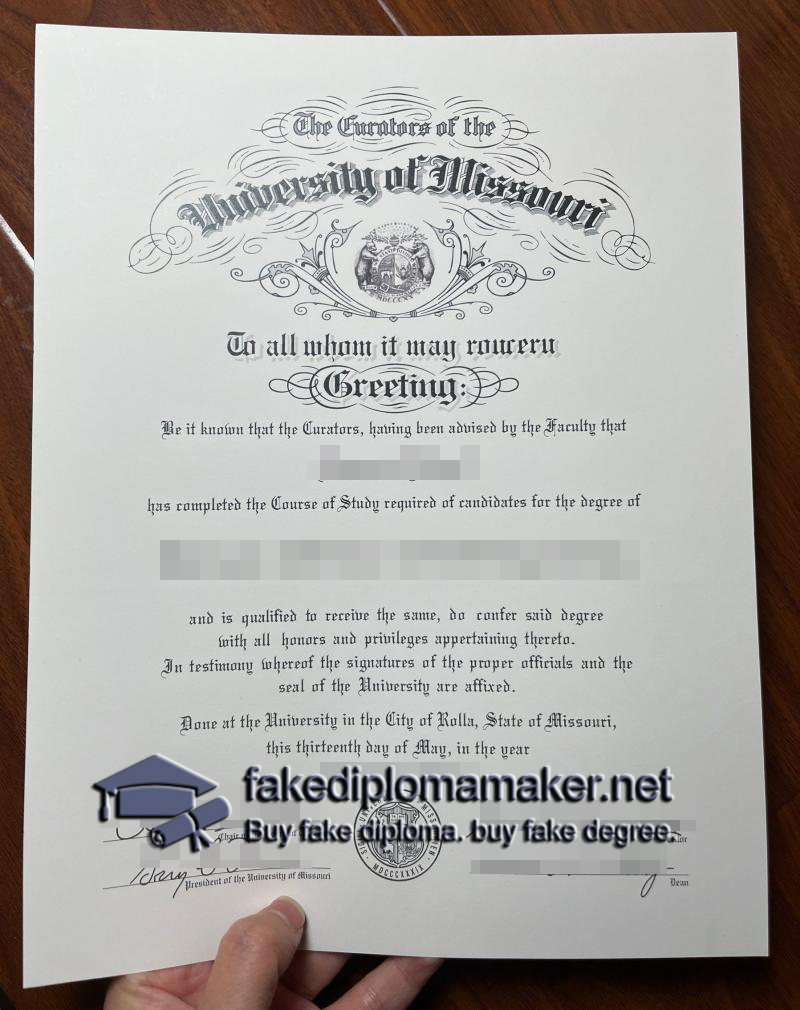 The Curators of the
University of Missouri
To all whom it may concern
Greeting:
Be it known that the Curators, having been advised by the Faculty that
has completed the Course of Study required of candidates for the degree of
and is qualified to receive the same, do confer said degree
with all honors and privileges appertaining thereto.
In testimony whereof the signatures of the proper officials and the
seal of the University are affixed.
Done at the University in the City of Rolla, State of Missouri,
this thirteenth day of May, in the year
fakediplomamaker.net
Buy fake diploma. buy fake degree.
MDCCCXXXIX
President of the University of Missouri
Dean